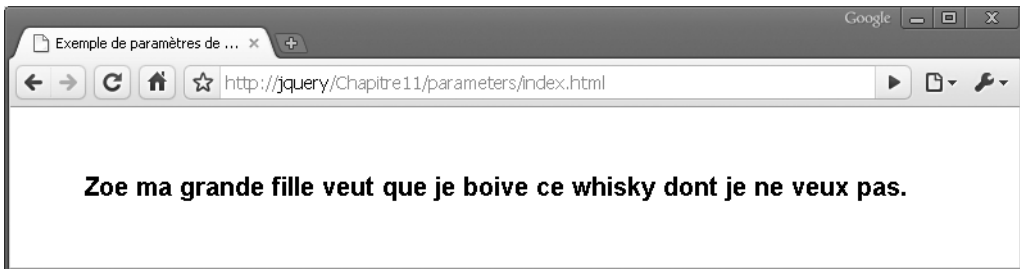 Google
Exemple de paramètres de ...
http://jquery/Chapitre11/parameters/index.html
Zoe ma grande fille veut que je boive ce whisky dont je ne veux pas.